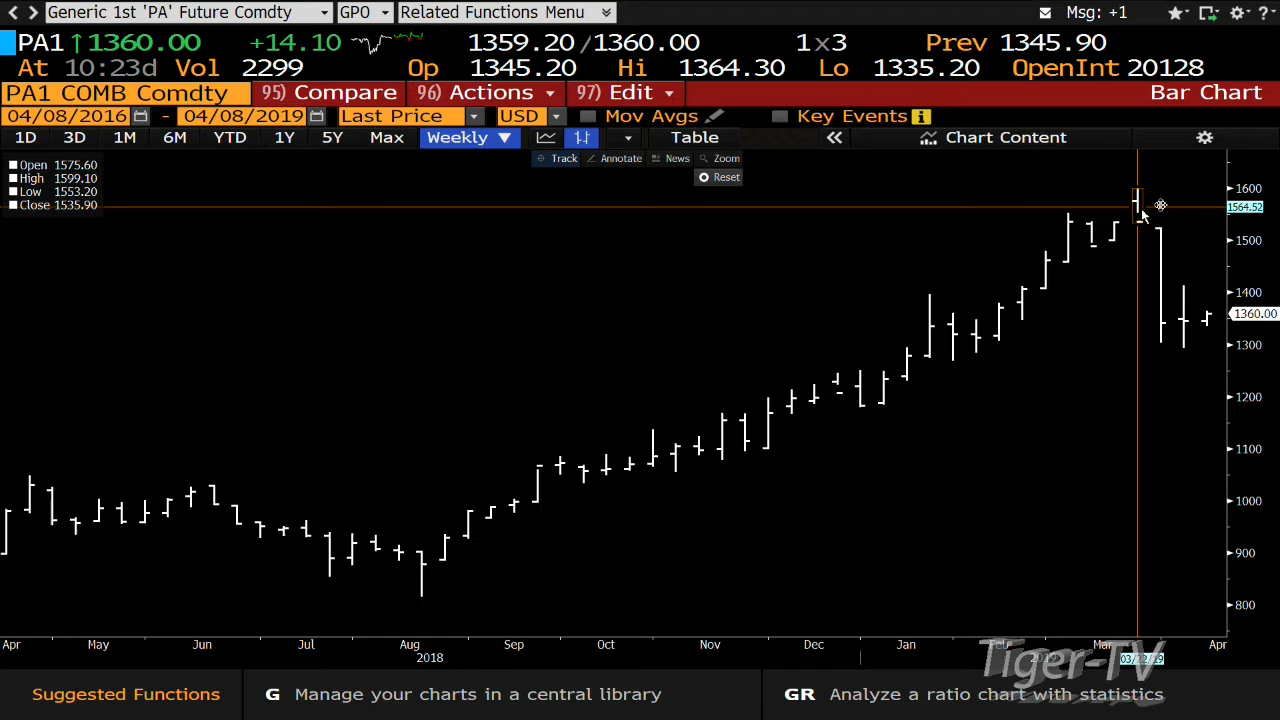 Generic 1st 'PA' Future Comdty GPO Related Functions Menu Msg: +1
PA1 ↑1360.00 +14.10 1359.20/1360.00 1x3 Prev 1345.90
At 10:23d Vol 2299 Op 1345.20 Hi 1364.30 Lo 1335.20 OpenInt 20128
PA1 COMB Comdty 95) Compare 96) Actions 97) Edit Bar Chart
04/08/2016 - 04/08/2019 Last Price USD Mov Avgs Key Events
1D 3D 1M 6M YTD 1Y 5Y Max Weekly ▼ Table Chart Content
Track Annotate News Zoom
Reset
Open 1575.60
High 1599.10
Low 1553.20
Close 1535.90
1600
1564.52
1500
1400
1360.00
1300
1200
1100
1000
900
800
Apr May Jun Jul Aug Sep Oct Nov Dec Jan Feb Mar Apr
2018 2019 03/22/19
Tiger-TV
Suggested Functions G Manage your charts in a central library GR Analyze a ratio chart with statistics